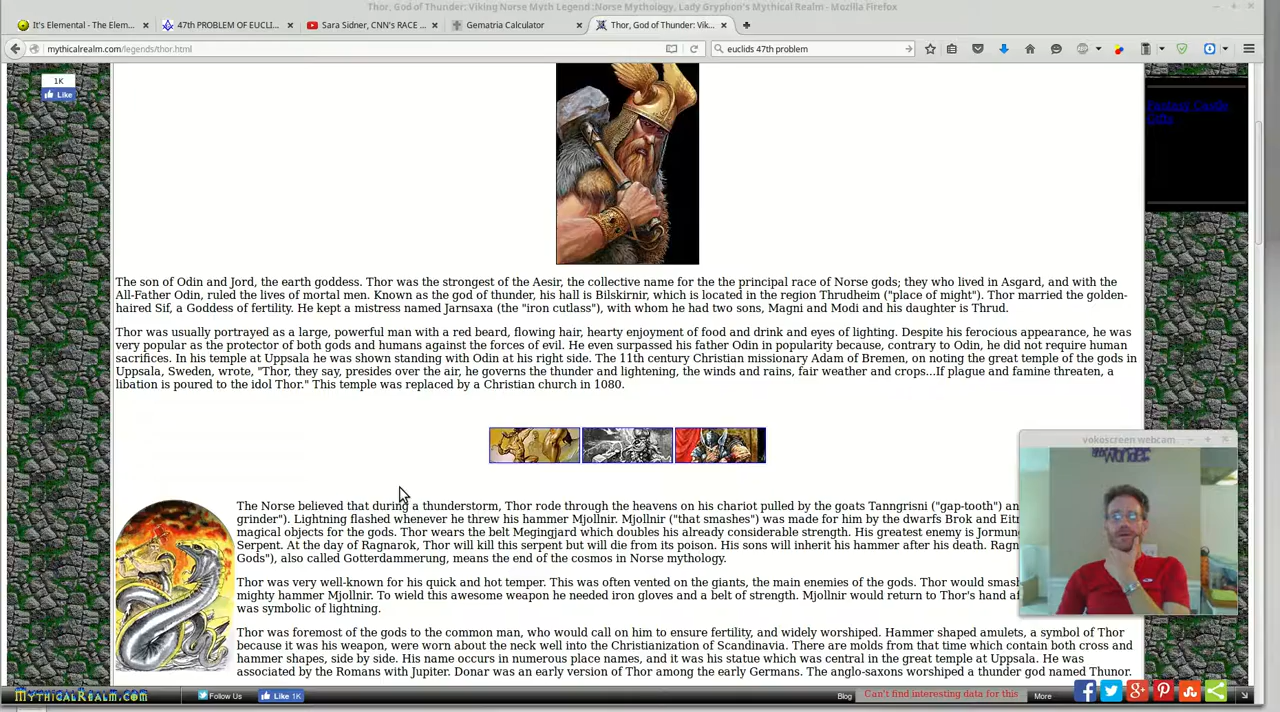 Thor, God of Thunder: Viking Norse Myth Legend :Norse Mythology, Lady Gryphon's Mythical Realm - Mozilla Firefox
It's Elemental - The Elem... 47th PROBLEM OF EUCLI... Sara Sidner, CNN's RACE ... Gematria Calculator Thor, God of Thunder: Vik...
mythicalrealm.com/legends/thor.html euclids 47th problem
1K
Like
Fantasy Castle
Gifts
The son of Odin and Jord, the earth goddess. Thor was the strongest of the Aesir, the collective name for the the principal race of Norse gods; they who lived in Asgard, and with the
All-Father Odin, ruled the lives of mortal men. Known as the god of thunder, his hall is Bilskirnir, which is located in the region Thrudheim ("place of might"). Thor married the golden-
haired Sif, a Goddess of fertility. He kept a mistress named Jarnsaxa (the "iron cutlass"), with whom he had two sons, Magni and Modi and his daughter is Thrud.
Thor was usually portrayed as a large, powerful man with a red beard, flowing hair, hearty enjoyment of food and drink and eyes of lighting. Despite his ferocious appearance, he was
very popular as the protector of both gods and humans against the forces of evil. He even surpassed his father Odin in popularity because, contrary to Odin, he did not require human
sacrifices. In his temple at Uppsala he was shown standing with Odin at his right side. The 11th century Christian missionary Adam of Bremen, on noting the great temple of the gods in
Uppsala, Sweden, wrote, "Thor, they say, presides over the air, he governs the thunder and lightening, the winds and rains, fair weather and crops...If plague and famine threaten, a
libation is poured to the idol Thor." This temple was replaced by a Christian church in 1080.
vokoscreen webcam
wonder
The Norse believed that during a thunderstorm, Thor rode through the heavens on his chariot pulled by the goats Tanngrisni ("gap-tooth") an
grinder"). Lightning flashed whenever he threw his hammer Mjollnir. Mjollnir ("that smashes") was made for him by the dwarfs Brok and Eitr
magical objects for the gods. Thor wears the belt Megingjard which doubles his already considerable strength. His greatest enemy is Jormung
Serpent. At the day of Ragnarok, Thor will kill this serpent but will die from its poison. His sons will inherit his hammer after his death. Ragn
Gods"), also called Gotterdammerung, means the end of the cosmos in Norse mythology.
Thor was very well-known for his quick and hot temper. This was often vented on the giants, the main enemies of the gods. Thor would smash
mighty hammer Mjollnir. To wield this awesome weapon he needed iron gloves and a belt of strength. Mjollnir would return to Thor's hand af
was symbolic of lightning.
Thor was foremost of the gods to the common man, who would call on him to ensure fertility, and widely worshiped. Hammer shaped amulets, a symbol of Thor
because it was his weapon, were worn about the neck well into the Christianization of Scandinavia. There are molds from that time which contain both cross and
hammer shapes, side by side. His name occurs in numerous place names, and it was his statue which was central in the great temple at Uppsala. He was
associated by the Romans with Jupiter. Donar was an early version of Thor among the early Germans. The anglo-saxons worshiped a thunder god named Thunor.
MYTHICALREALM.COM Follow Us Like 1K Blog Can't find interesting data for this More